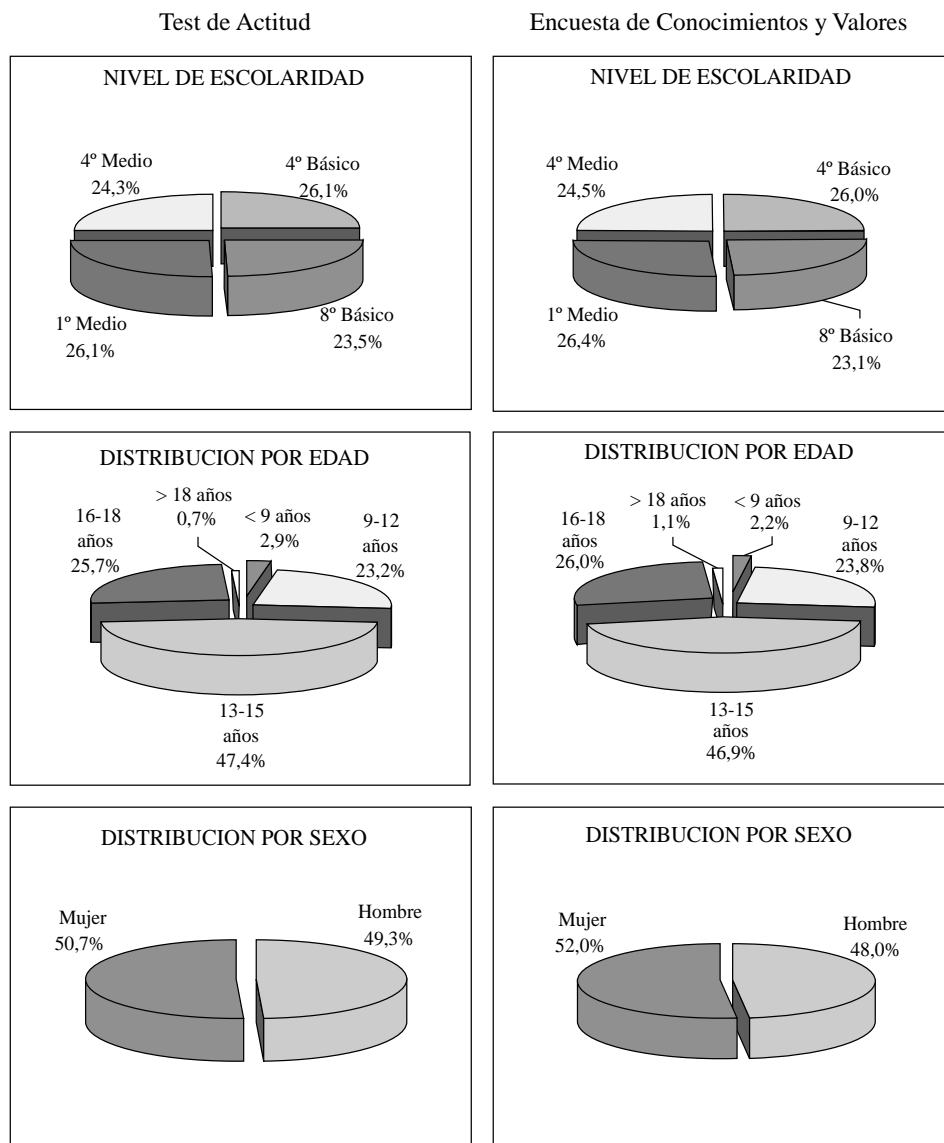 Test de Actitud
Encuesta de Conocimientos y Valores
NIVEL DE ESCOLARIDAD
4º Medio
24,3%
4º Básico
26,1%
1º Medio
26,1%
8º Básico
23,5%
NIVEL DE ESCOLARIDAD
4º Medio
24,5%
4º Básico
26,0%
1º Medio
26,4%
8º Básico
23,1%
DISTRIBUCION POR EDAD
> 18 años
0,7%
< 9 años
2,9%
16-18
años
25,7%
9-12
años
23,2%
13-15
años
47,4%
DISTRIBUCION POR EDAD
> 18 años
1,1%
< 9 años
2,2%
16-18
años
26,0%
9-12
años
23,8%
13-15
años
46,9%
DISTRIBUCION POR SEXO
Mujer
50,7%
Hombre
49,3%
DISTRIBUCION POR SEXO
Mujer
52,0%
Hombre
48,0%